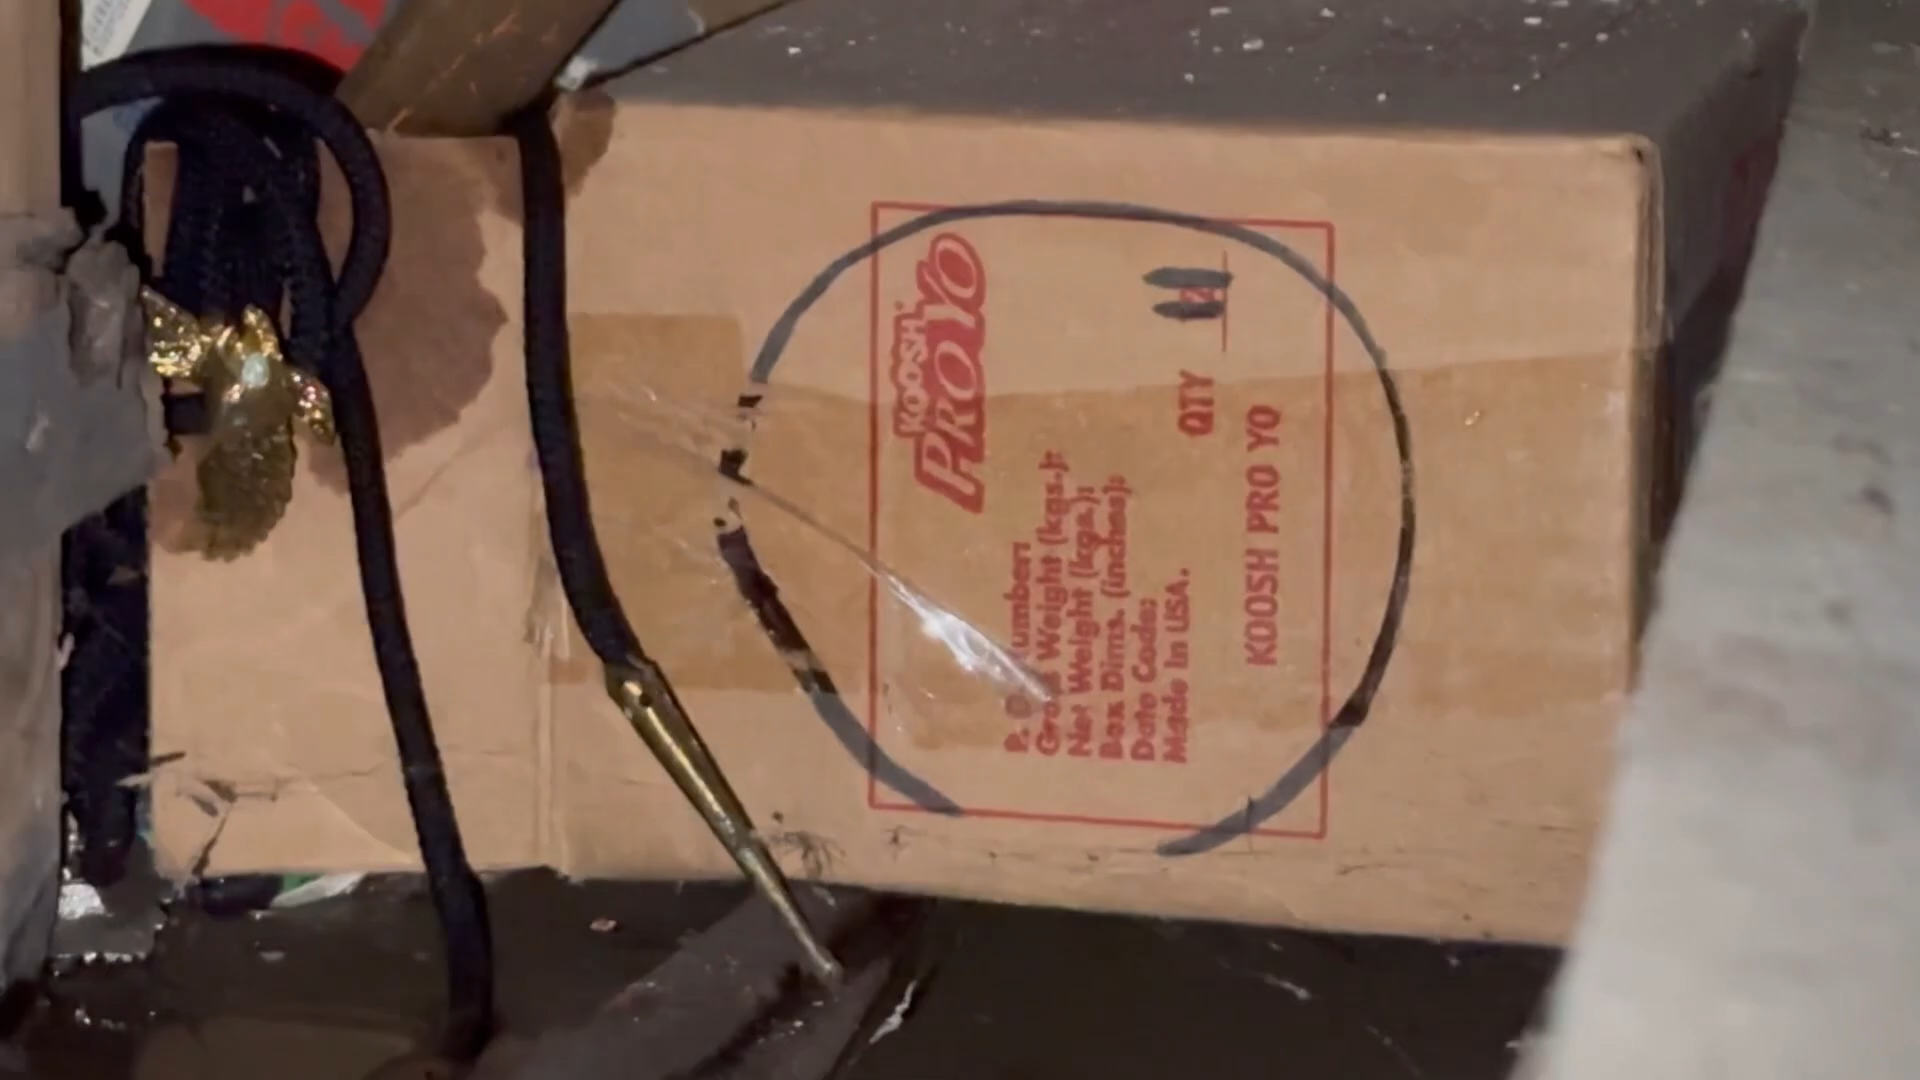 KOOSH
PRO YO
P. O.
Gross Weight (kgs.):
Net Weight (kgs.):
Box Dims. (inches):
Date Code:
Made in USA.
QTY 11
KOOSH PRO YO